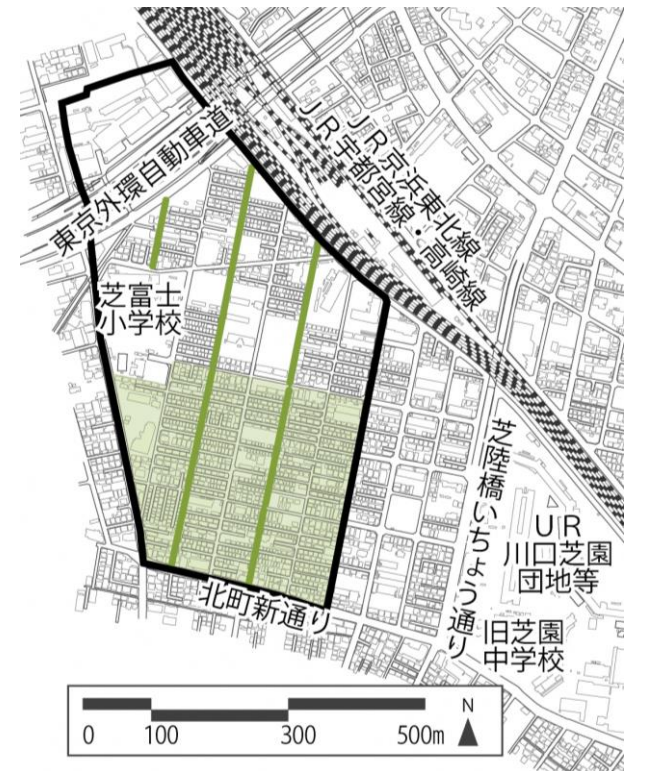 JR京浜東北線
JR宇都宮線・高崎線
東京外環自動車道
芝富士
小学校
芝陸橋いちょう通り
UR
川口芝園
団地等
北町新通り
旧芝園
中学校
N
0 100 300 500m